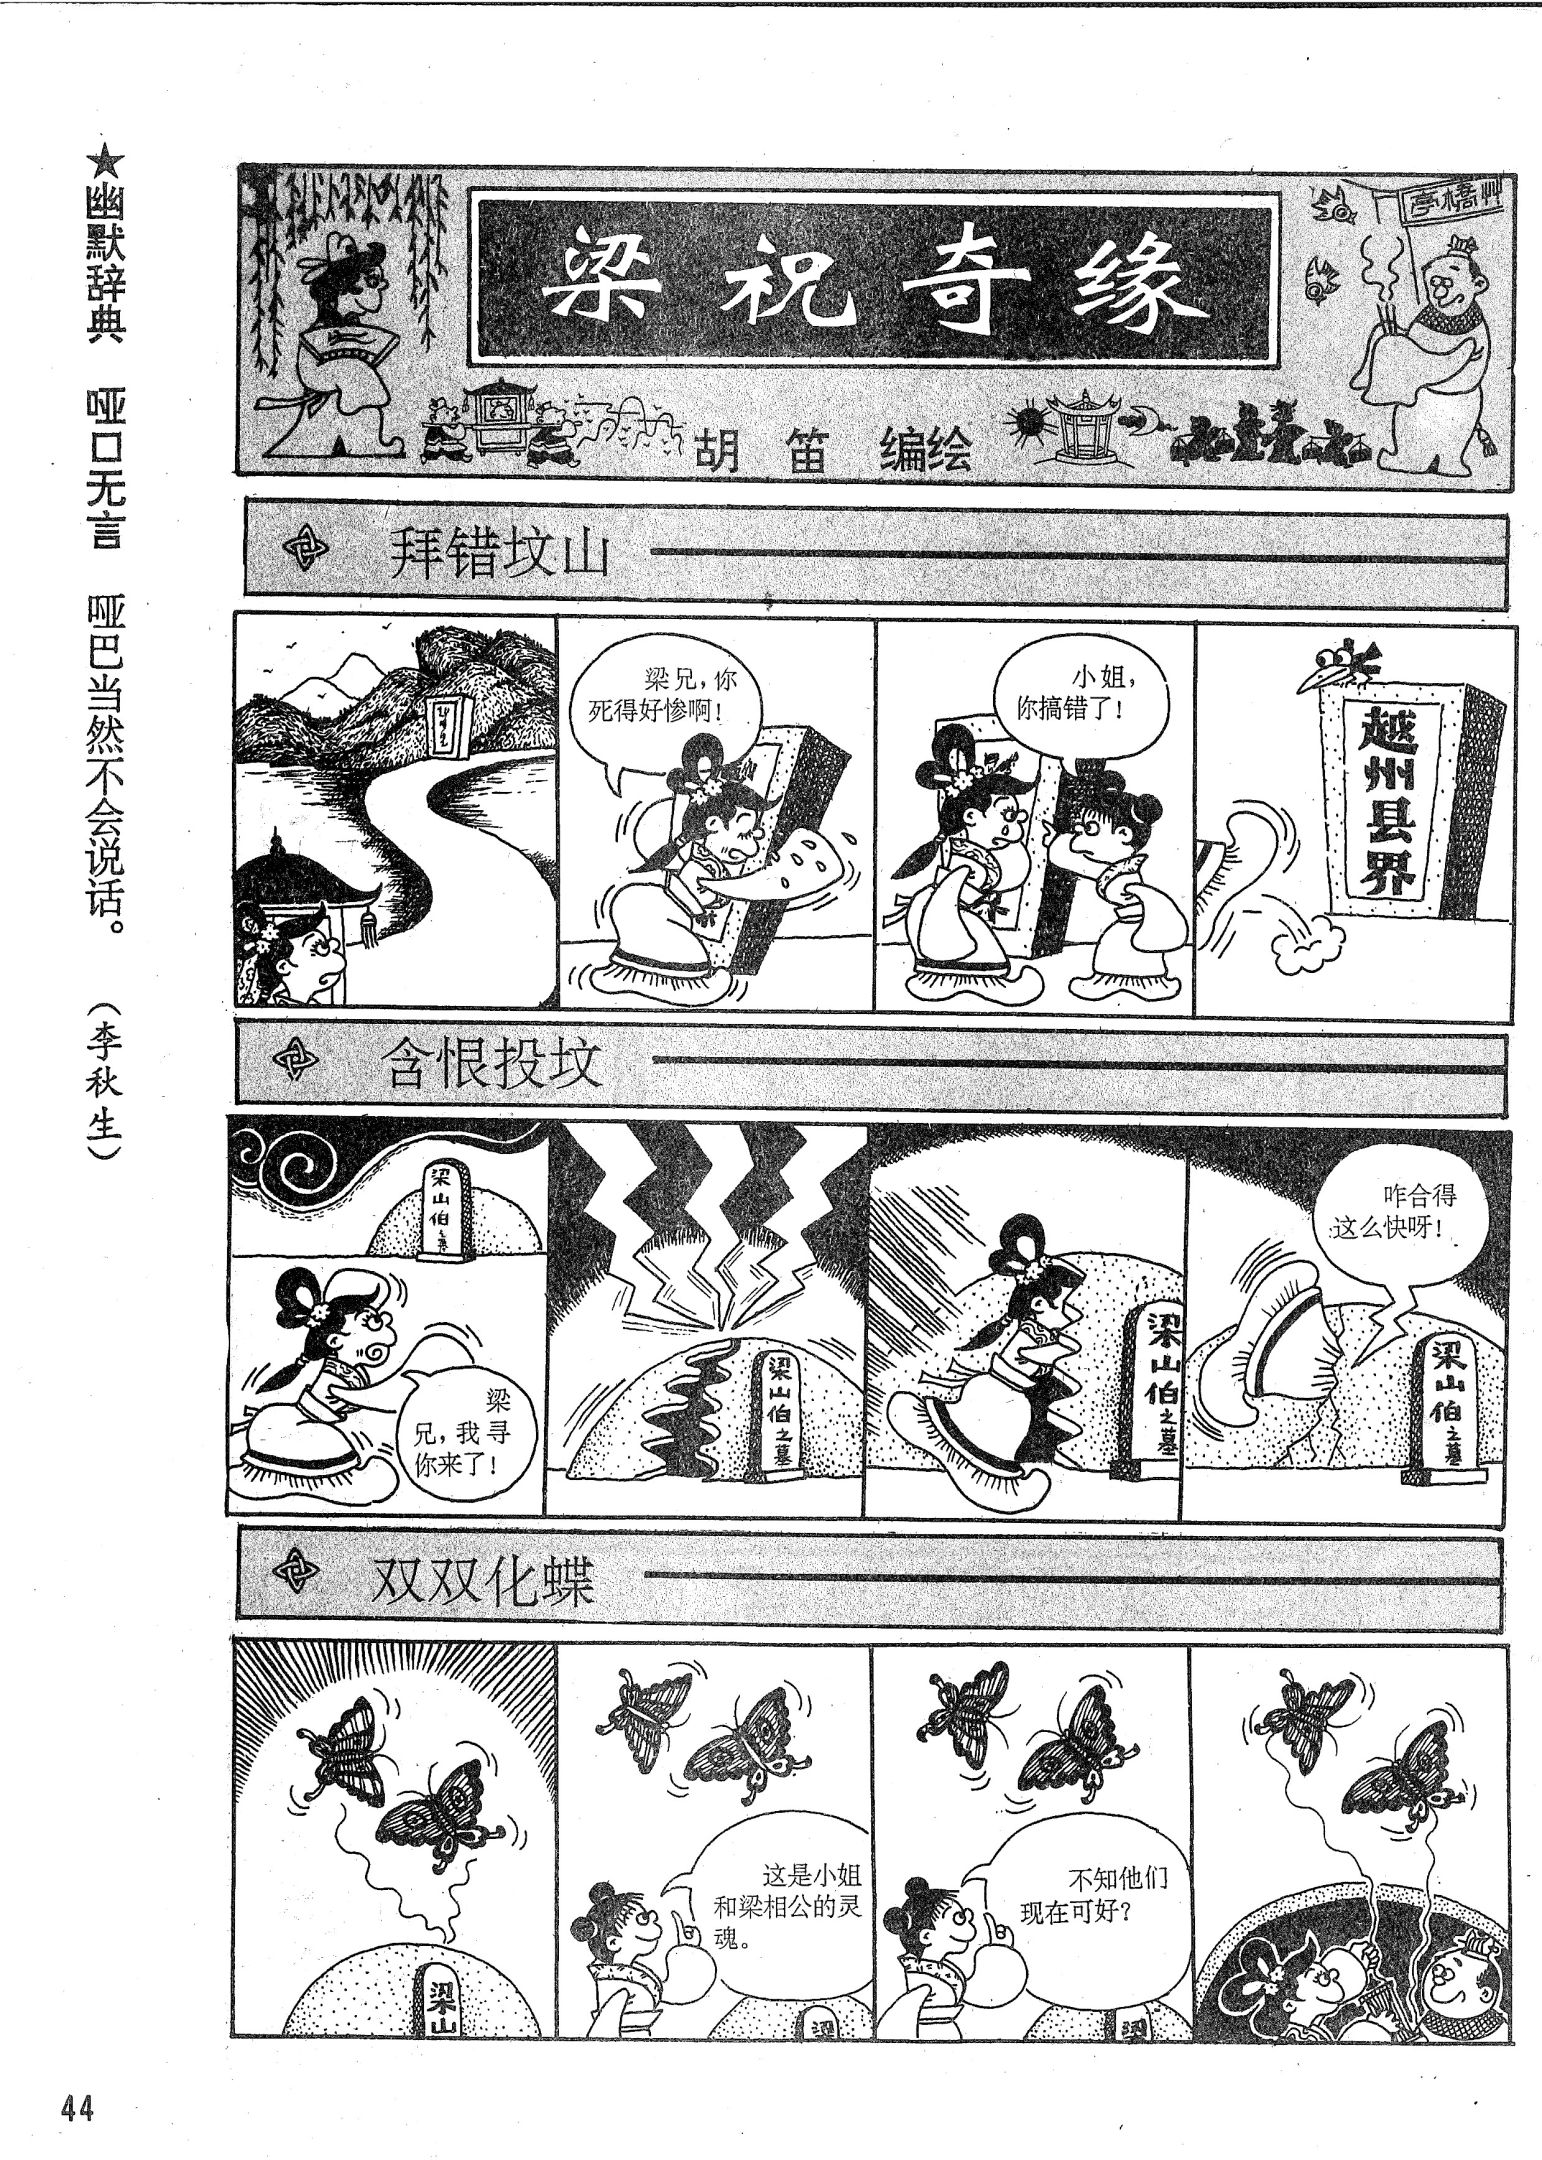 ★幽默辞典 哑口无言 哑巴当然不会说话。 （李秋生）
梁祝奇缘
艸橋亭
胡笛 编绘
拜错坟山
梁兄，你
死得好惨啊！
小姐，
你搞错了！
越州县界
含恨投坟
梁山伯之墓
梁
兄，我寻
你来了！
梁山伯之墓
梁山伯之墓
咋合得
这么快呀！
梁山伯之墓
双双化蝶
梁山
这是小姐
和梁相公的灵
魂。
梁
不知他们
现在可好？
梁
44